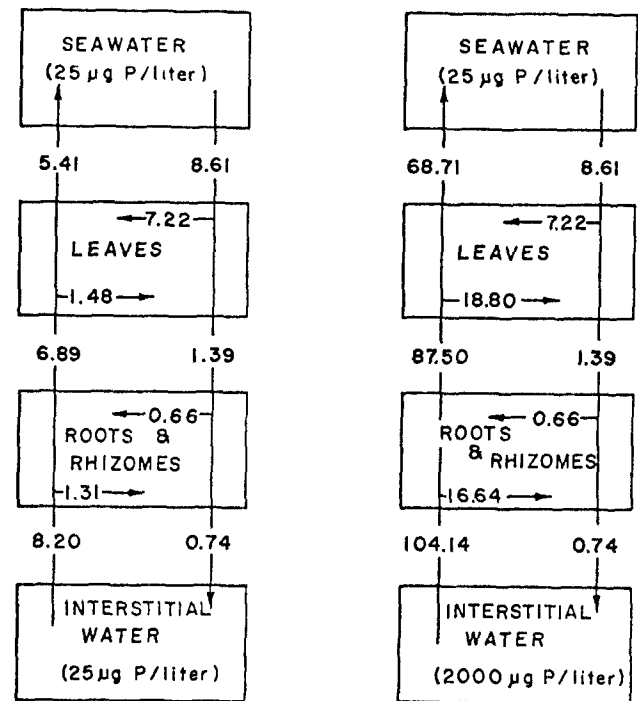 SEAWATER
(25 µg P/liter)
5.41 8.61
7.22
LEAVES
1.48
6.89 1.39
0.66
ROOTS &
RHIZOMES
1.31
8.20 0.74
INTERSTITIAL
WATER
(25 µg P/liter)
SEAWATER
(25 µg P/liter)
68.71 8.61
7.22
LEAVES
18.80
87.50 1.39
0.66
ROOTS
& RHIZOMES
16.64
104.14 0.74
INTERSTITIAL
WATER
(2000 µg P/liter)